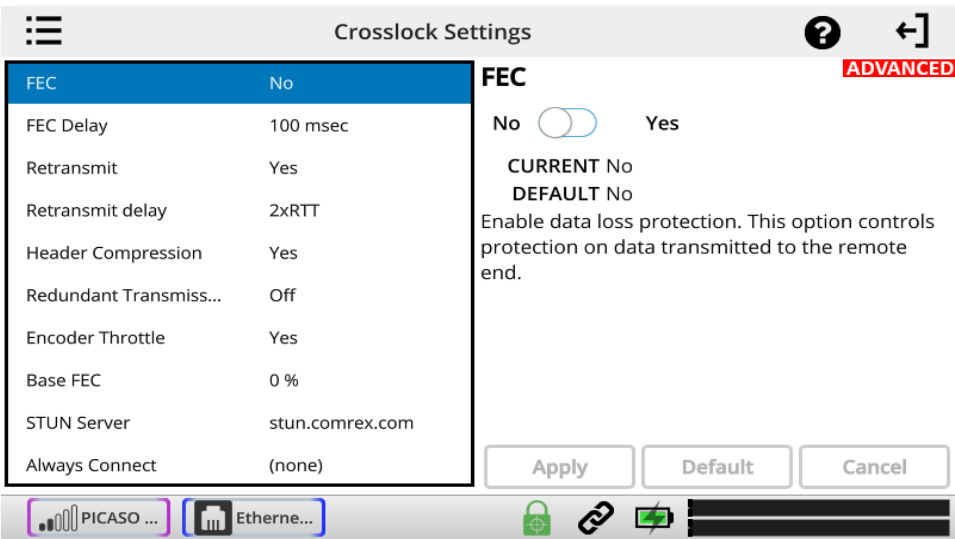 Crosslock Settings
?
ADVANCED
FEC No
FEC Delay 100 msec
Retransmit Yes
Retransmit delay 2xRTT
Header Compression Yes
Redundant Transmiss... Off
Encoder Throttle Yes
Base FEC 0 %
STUN Server stun.comrex.com
Always Connect (none)
FEC
No Yes
CURRENT No
DEFAULT No
Enable data loss protection. This option controls
protection on data transmitted to the remote
end.
Apply Default Cancel
PICASO ... Etherne...